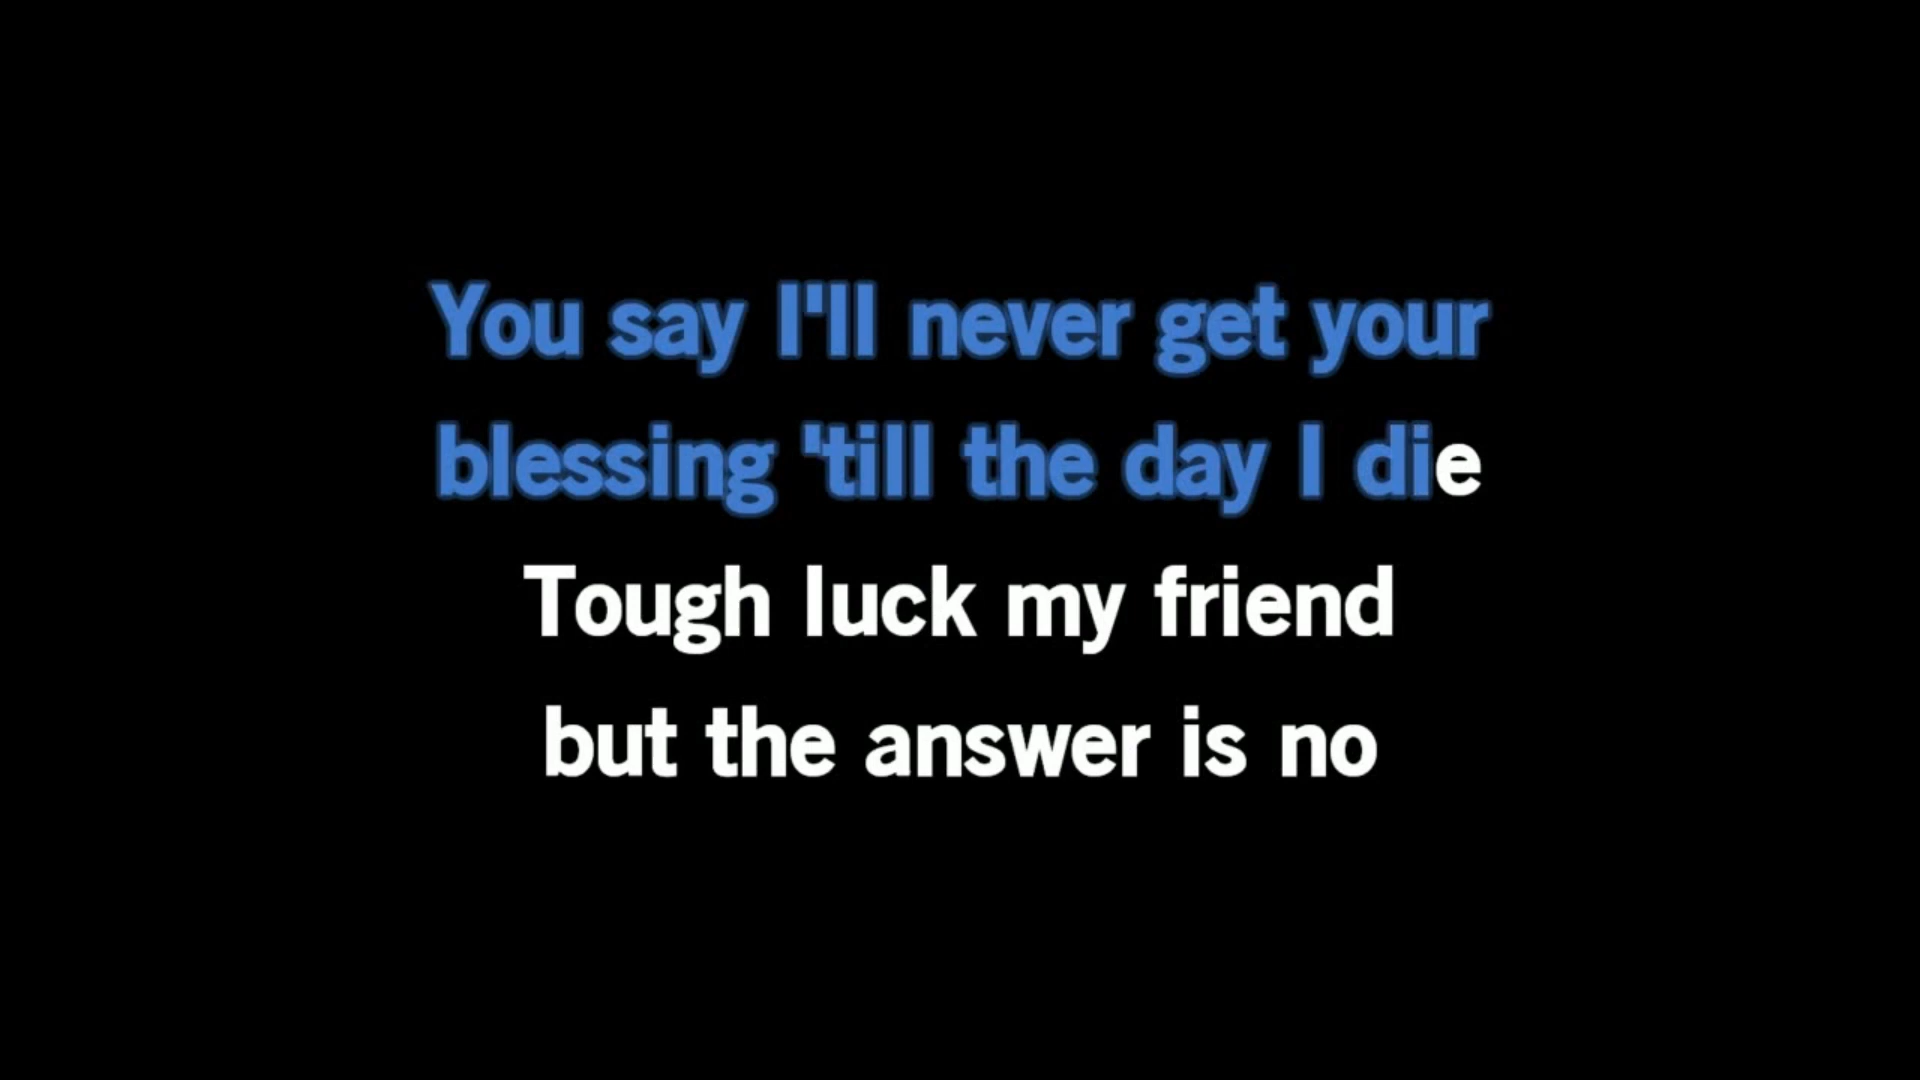 You say I'll never get your
blessing 'till the day I die
Tough luck my friend
but the answer is no